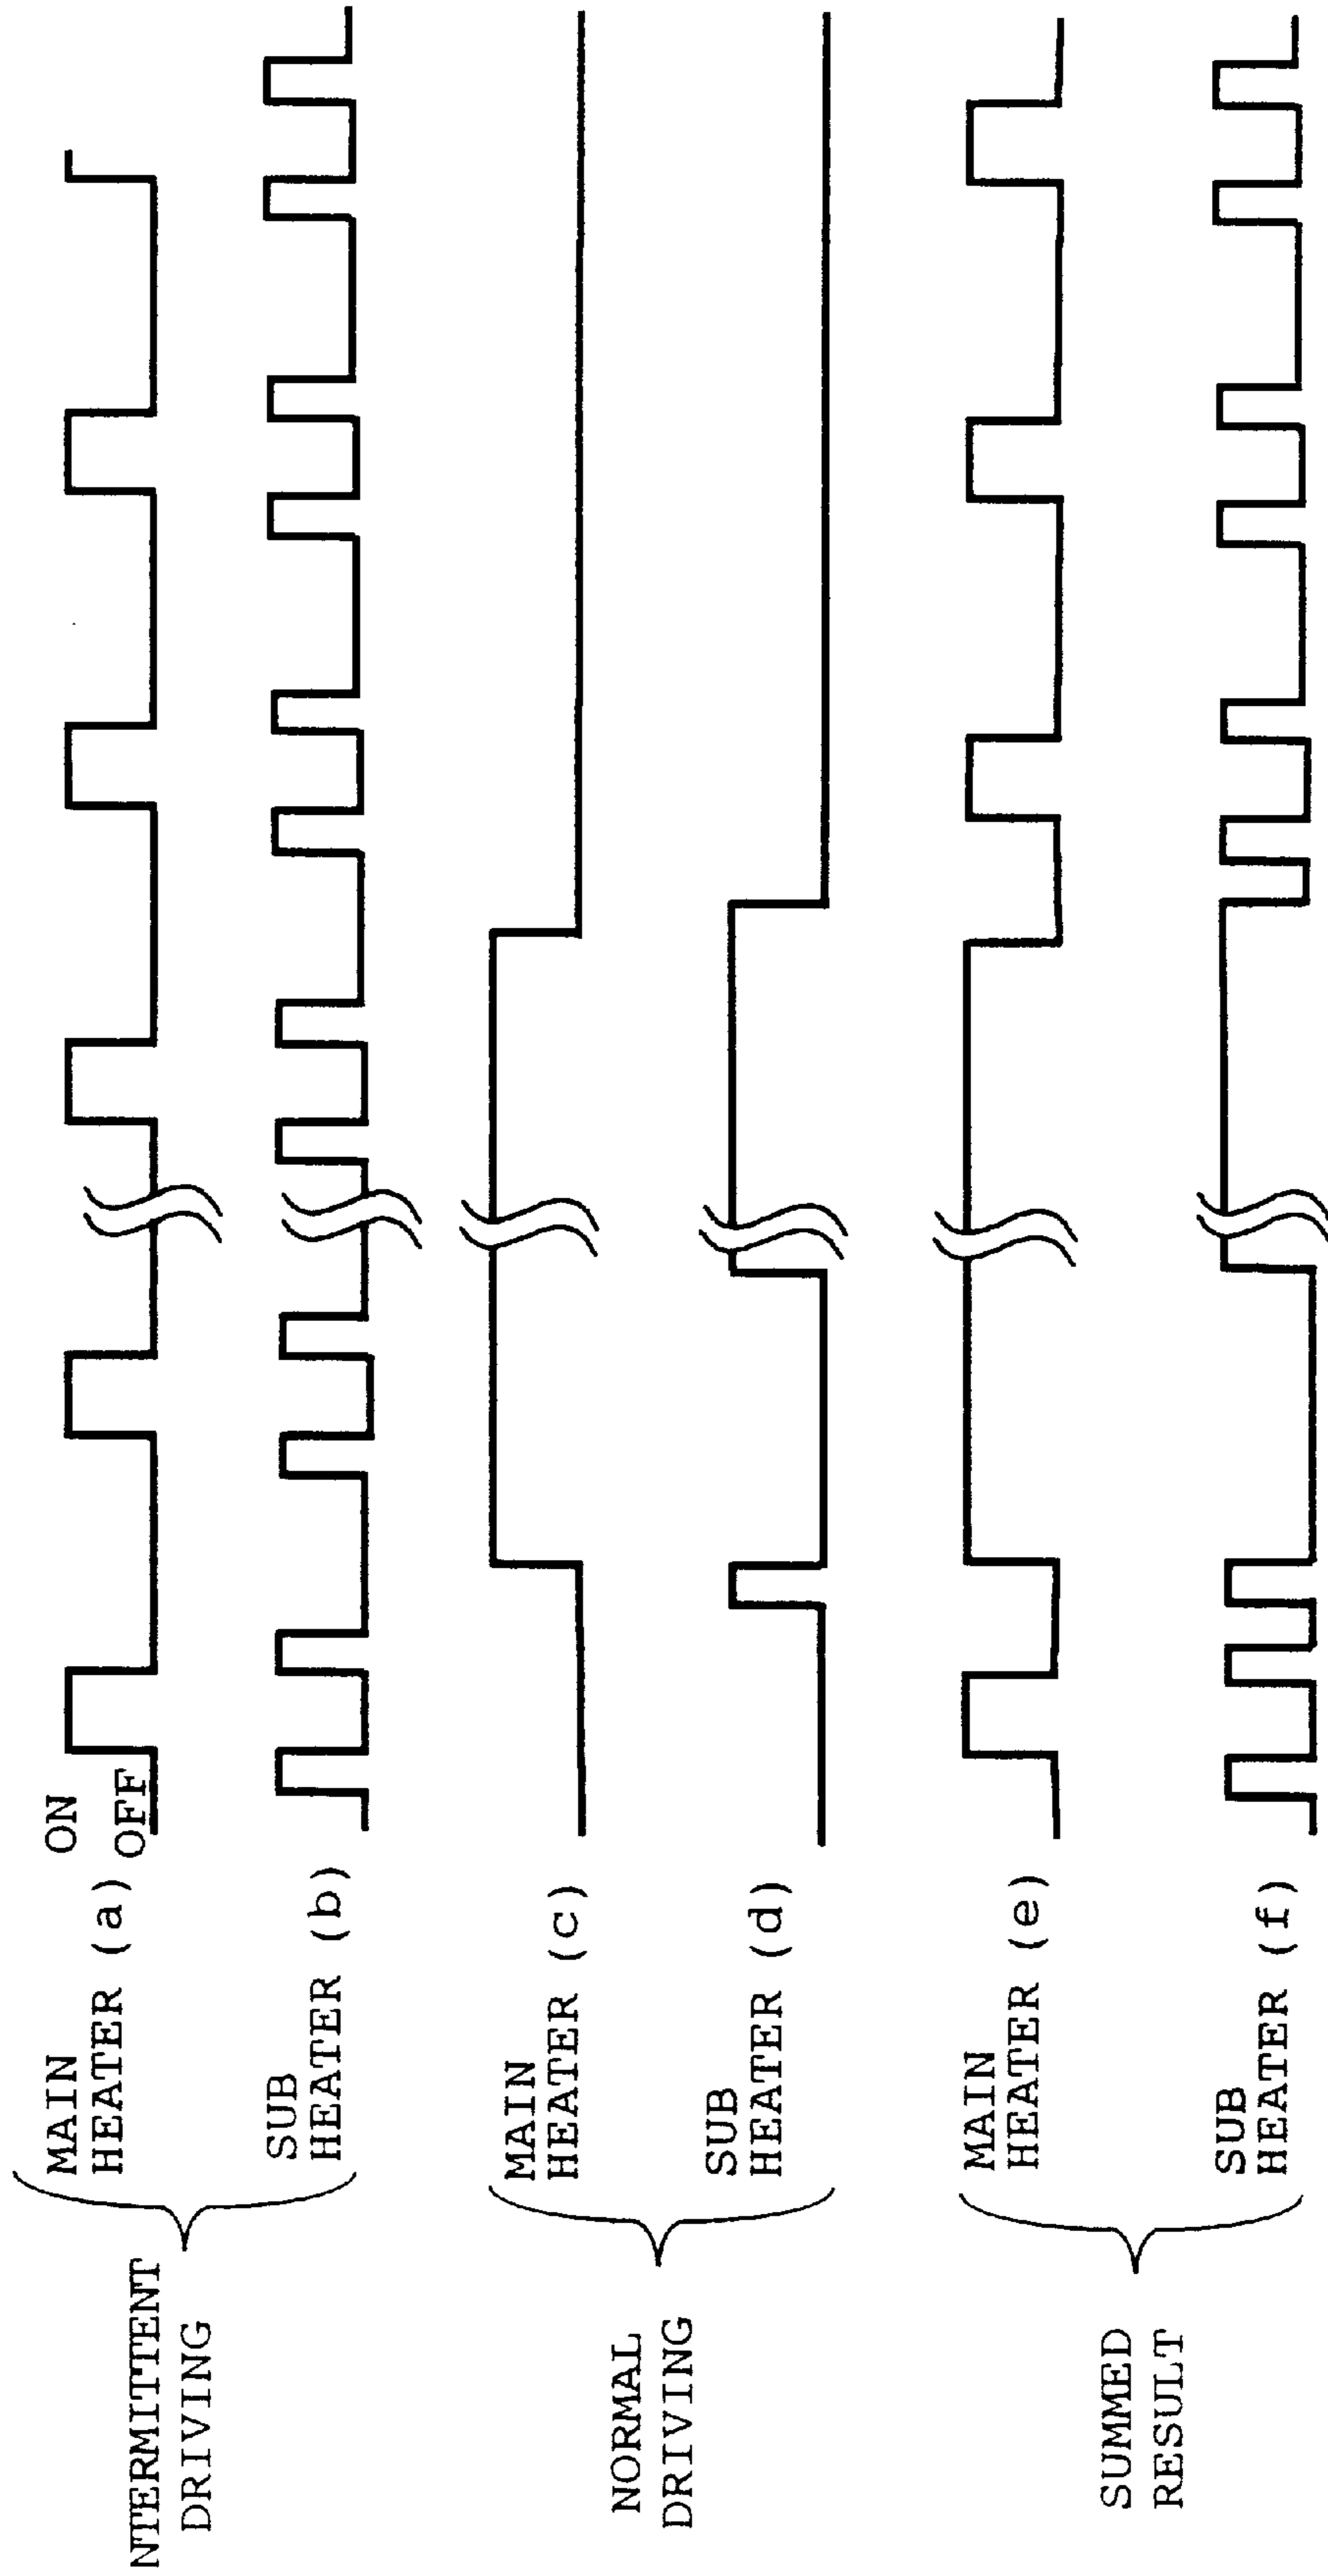 NTERMITTENT
DRIVING
MAIN
HEATER (a)
ON
OFF
SUB
HEATER (b)
NORMAL
DRIVING
MAIN
HEATER (c)
SUB
HEATER (d)
SUMMED
RESULT
MAIN
HEATER (e)
SUB
HEATER (f)